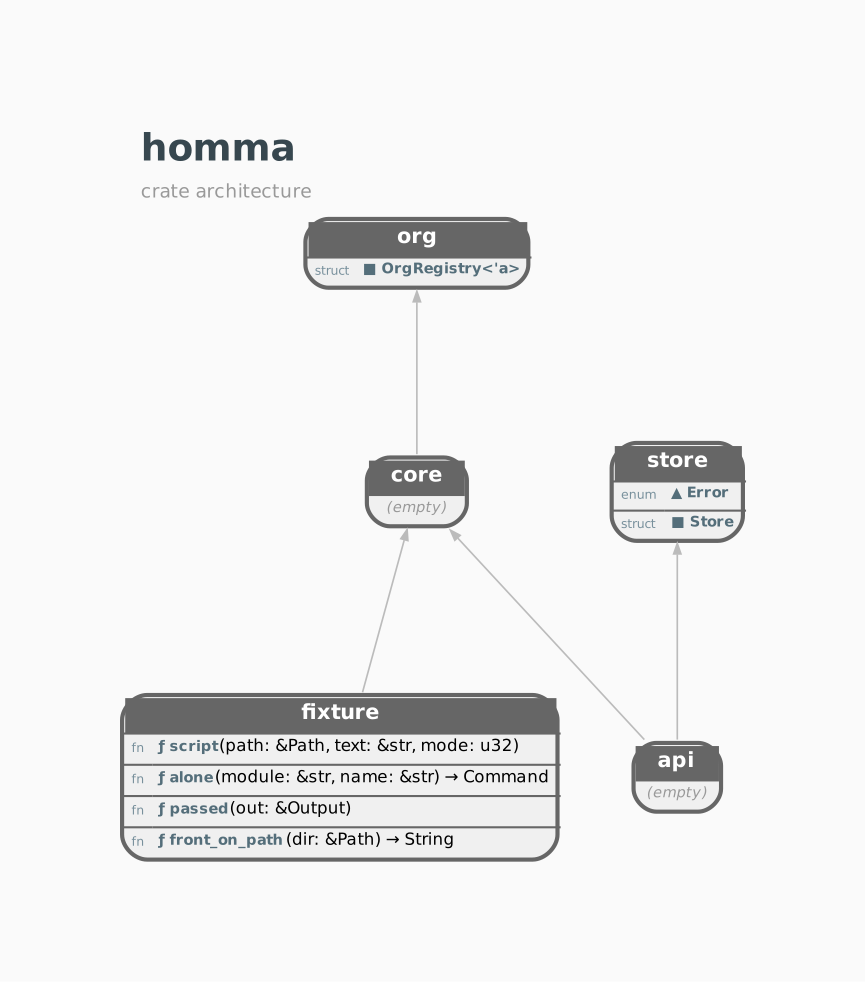 homma
crate architecture
org
struct ■ OrgRegistry<'a>
core
(empty)
store
enum ▲ Error
struct ■ Store
fixture
fn ƒ script(path: &Path, text: &str, mode: u32)
fn ƒ alone(module: &str, name: &str) → Command
fn ƒ passed(out: &Output)
fn ƒ front_on_path(dir: &Path) → String
api
(empty)